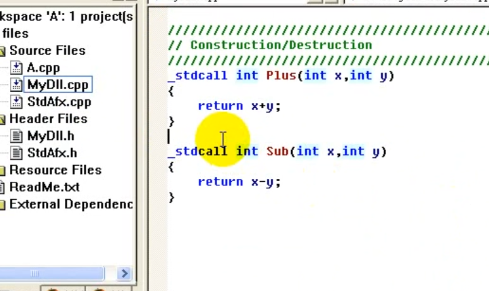 kspace 'A': 1 project(s
files
Source Files
A.cpp
MyDll.cpp
StdAfx.cpp
Header Files
MyDll.h
StdAfx.h
Resource Files
ReadMe.txt
External Dependenc
//////////////////////////////////////////////
// Construction/Destruction
//////////////////////////////////////////////
_stdcall int Plus(int x,int y)
{
return x+y;
}
_stdcall int Sub(int x,int y)
{
return x-y;
}